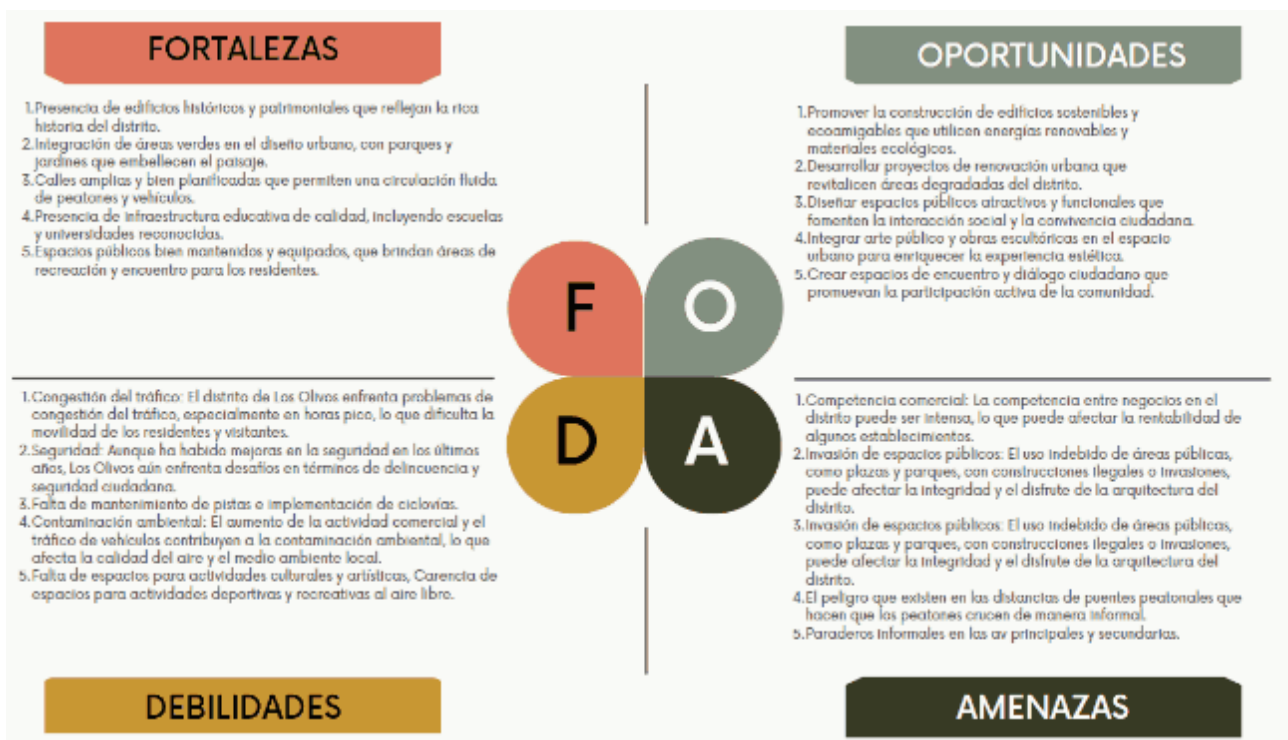 FORTALEZAS
1.Presencia de edificios históricos y patrimoniales que reflejan la rica
historia del distrito.
2.Integración de áreas verdes en el diseño urbano, con parques y
jardines que embellecen el paisaje.
3.Calles amplias y bien planificadas que permiten una circulación fluida
de peatones y vehículos.
4.Presencia de infraestructura educativa de calidad, incluyendo escuelas
y universidades reconocidas.
5.Espacios públicos bien mantenidos y equipados, que brindan áreas de
recreación y encuentro para los residentes.
OPORTUNIDADES
1.Promover la construcción de edificios sostenibles y
ecoamigables que utilicen energías renovables y
materiales ecológicos.
2.Desarrollar proyectos de renovación urbana que
revitalicen áreas degradadas del distrito.
3.Diseñar espacios públicos atractivos y funcionales que
fomenten la interacción social y la convivencia ciudadana.
4.Integrar arte público y obras escultóricas en el espacio
urbano para enriquecer la experiencia estética.
5.Crear espacios de encuentro y diálogo ciudadano que
promuevan la participación activa de la comunidad.
F
O
D
A
1.Congestión del tráfico: El distrito de Los Olivos enfrenta problemas de
congestión del tráfico, especialmente en horas pico, lo que dificulta la
movilidad de los residentes y visitantes.
2.Seguridad: Aunque ha habido mejoras en la seguridad en los últimos
años, Los Olivos aún enfrenta desafíos en términos de delincuencia y
seguridad ciudadana.
3.Falta de mantenimiento de pistas e implementación de ciclovías.
4.Contaminación ambiental: El aumento de la actividad comercial y el
tráfico de vehículos contribuyen a la contaminación ambiental, lo que
afecta la calidad del aire y el medio ambiente local.
5.Falta de espacios para actividades culturales y artísticas, Carencia de
espacios para actividades deportivas y recreativas al aire libre.
DEBILIDADES
1.Competencia comercial: La competencia entre negocios en el
distrito puede ser intensa, lo que puede afectar la rentabilidad de
algunos establecimientos.
2.Invasión de espacios públicos: El uso indebido de áreas públicas,
como plazas y parques, con construcciones ilegales o invasiones,
puede afectar la integridad y el disfrute de la arquitectura del
distrito.
3.Invasión de espacios públicos: El uso indebido de áreas públicas,
como plazas y parques, con construcciones ilegales o invasiones,
puede afectar la integridad y el disfrute de la arquitectura del
distrito.
4.El peligro que existen en las distancias de puentes peatonales que
hacen que los peatones crucen de manera informal.
5.Paraderos informales en las av principales y secundarias.
AMENAZAS